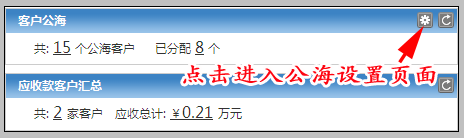 客户公海
共: 15 个公海客户 已分配 8 个
点击进入公海设置页面
应收款客户汇总
共: 2 家客户 应收总计: ¥0.21 万元